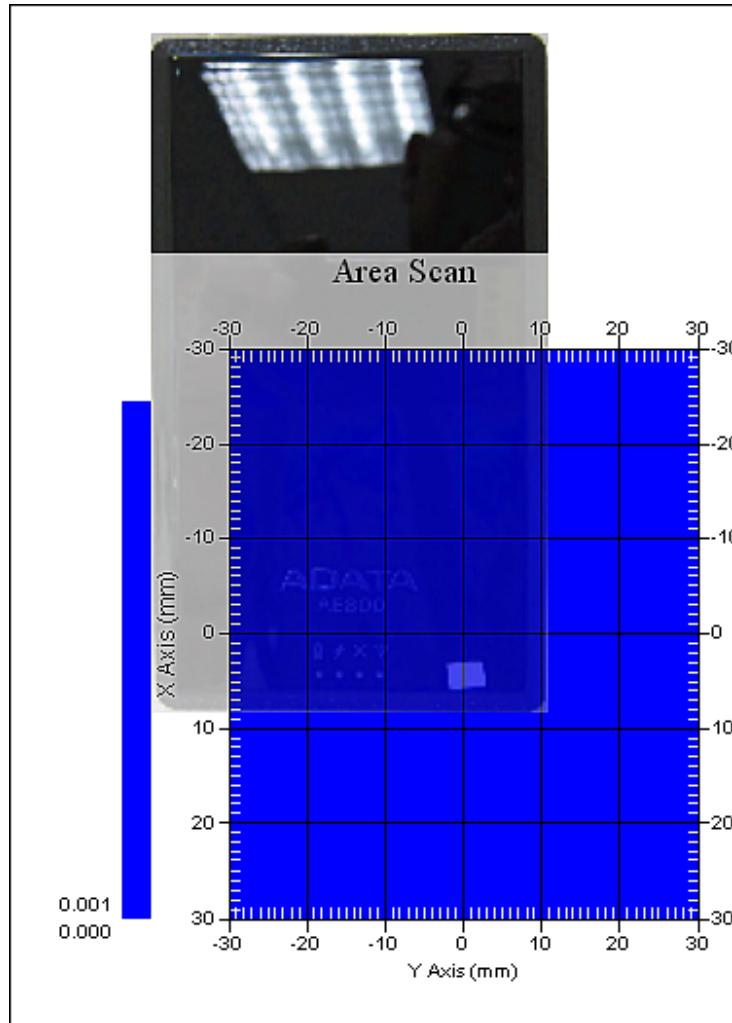 Area Scan
-30 -20 -10 0 10 20 30
-30 -30
-20 -20
-10 -10
ADATA
AE800
0 0
10 10
20 20
30 30
X Axis (mm)
0.001
0.000
-30 -20 -10 0 10 20 30
Y Axis (mm)